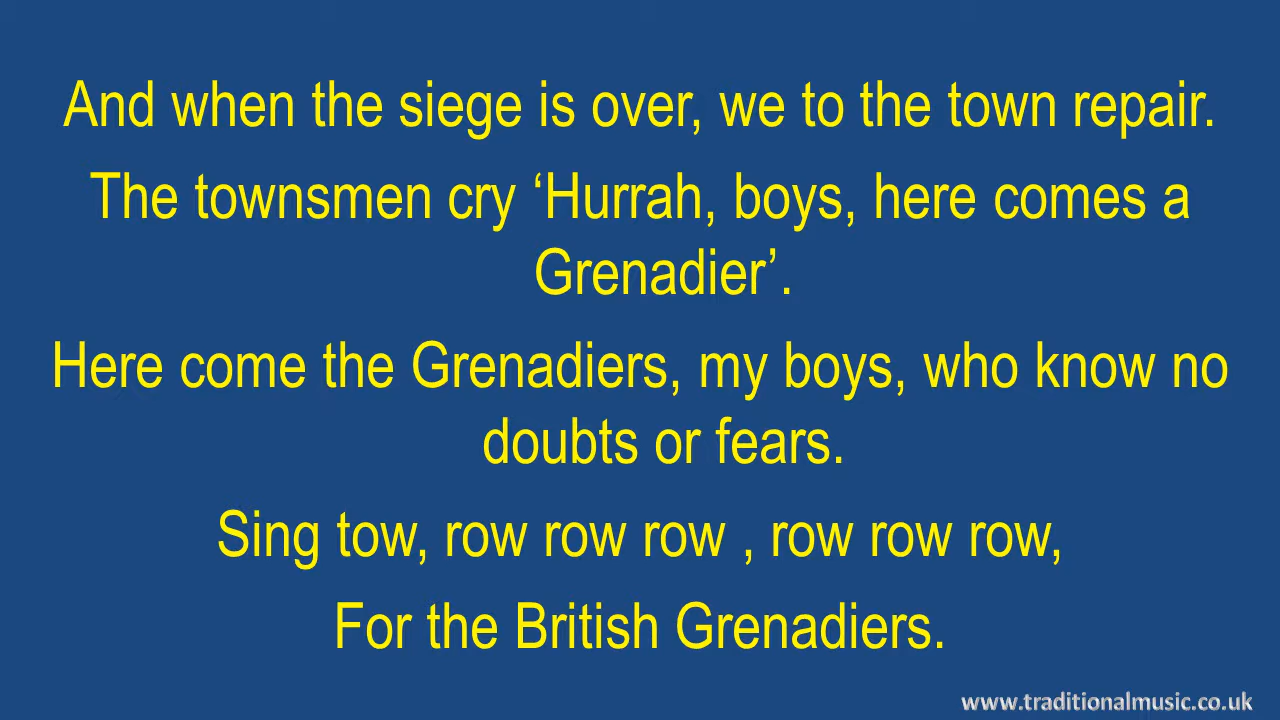 And when the siege is over, we to the town repair.
The townsmen cry ‘Hurrah, boys, here comes a
Grenadier’.
Here come the Grenadiers, my boys, who know no
doubts or fears.
Sing tow, row row row , row row row,
For the British Grenadiers.
www.traditionalmusic.co.uk